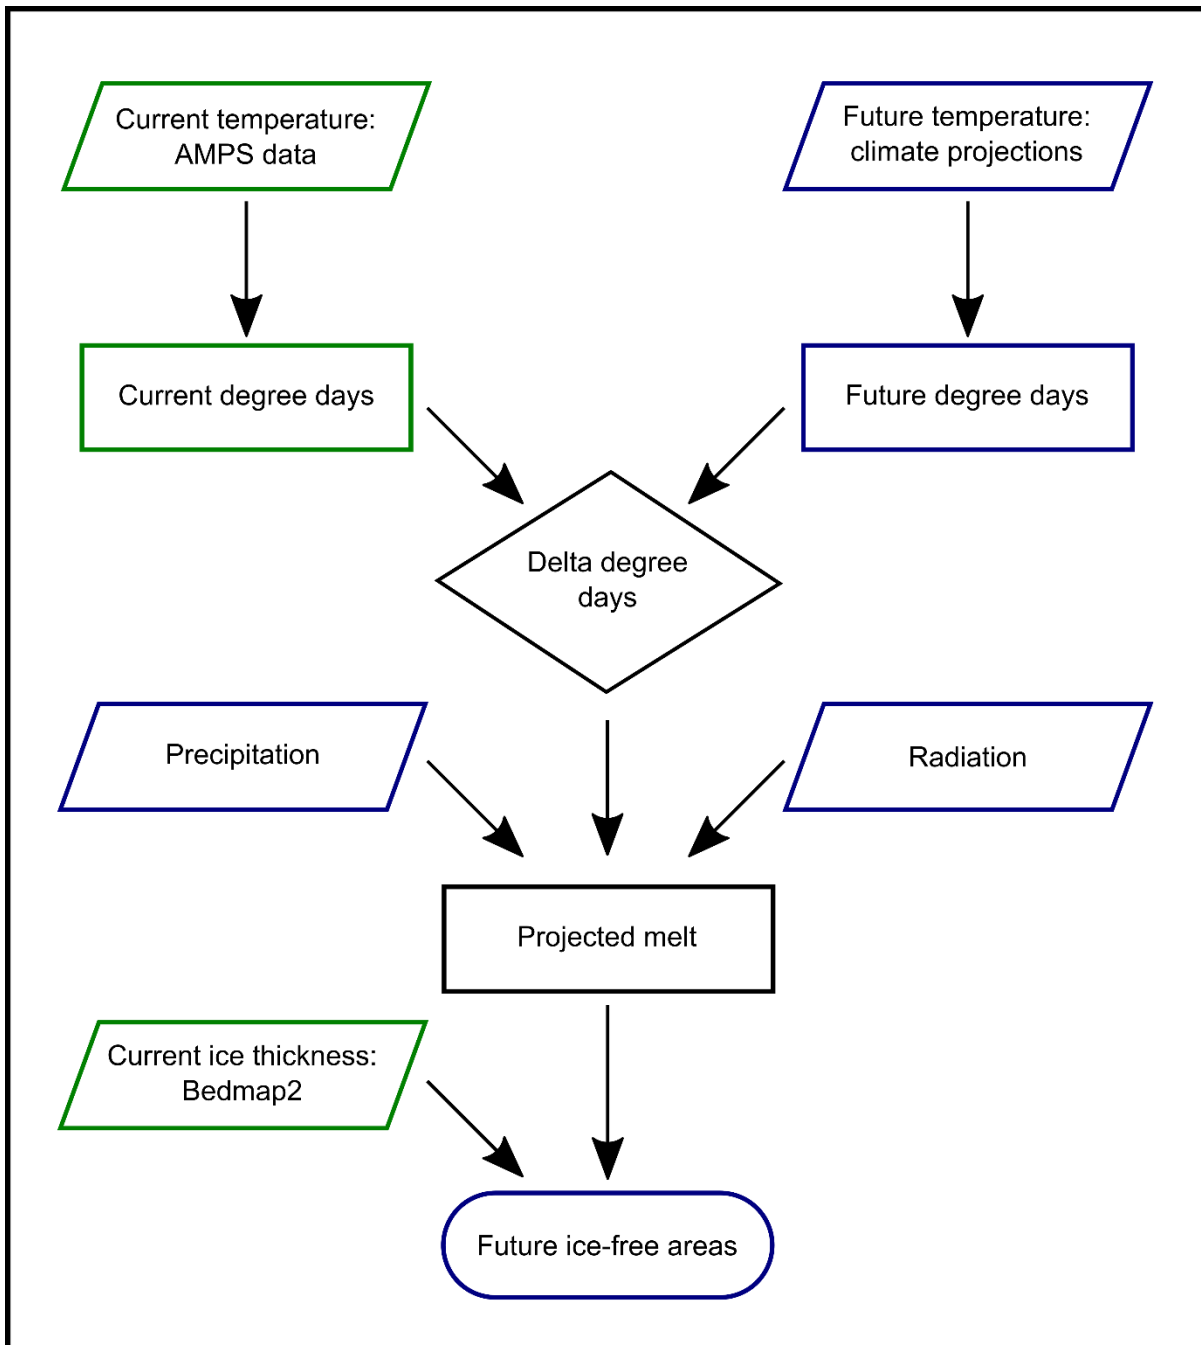 Current temperature:
AMPS data
Future temperature:
climate projections
Current degree days
Future degree days
Delta degree
days
Precipitation
Radiation
Projected melt
Current ice thickness:
Bedmap2
Future ice-free areas